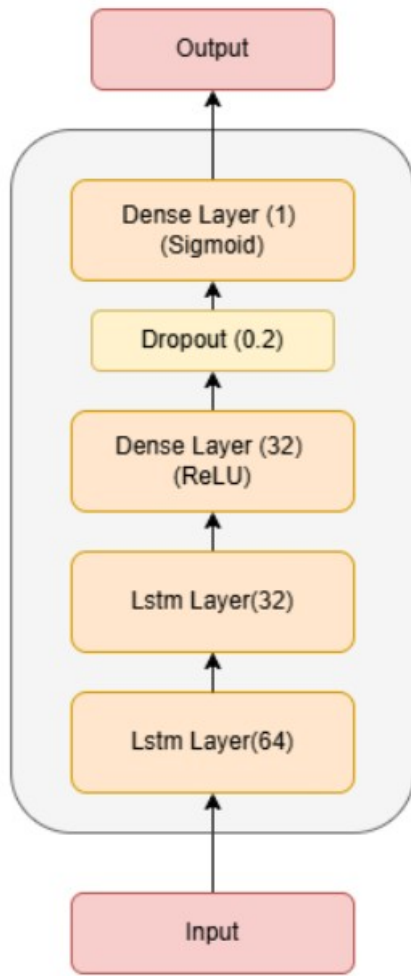 Output
Dense Layer (1)
(Sigmoid)
Dropout (0.2)
Dense Layer (32)
(ReLU)
Lstm Layer(32)
Lstm Layer(64)
Input